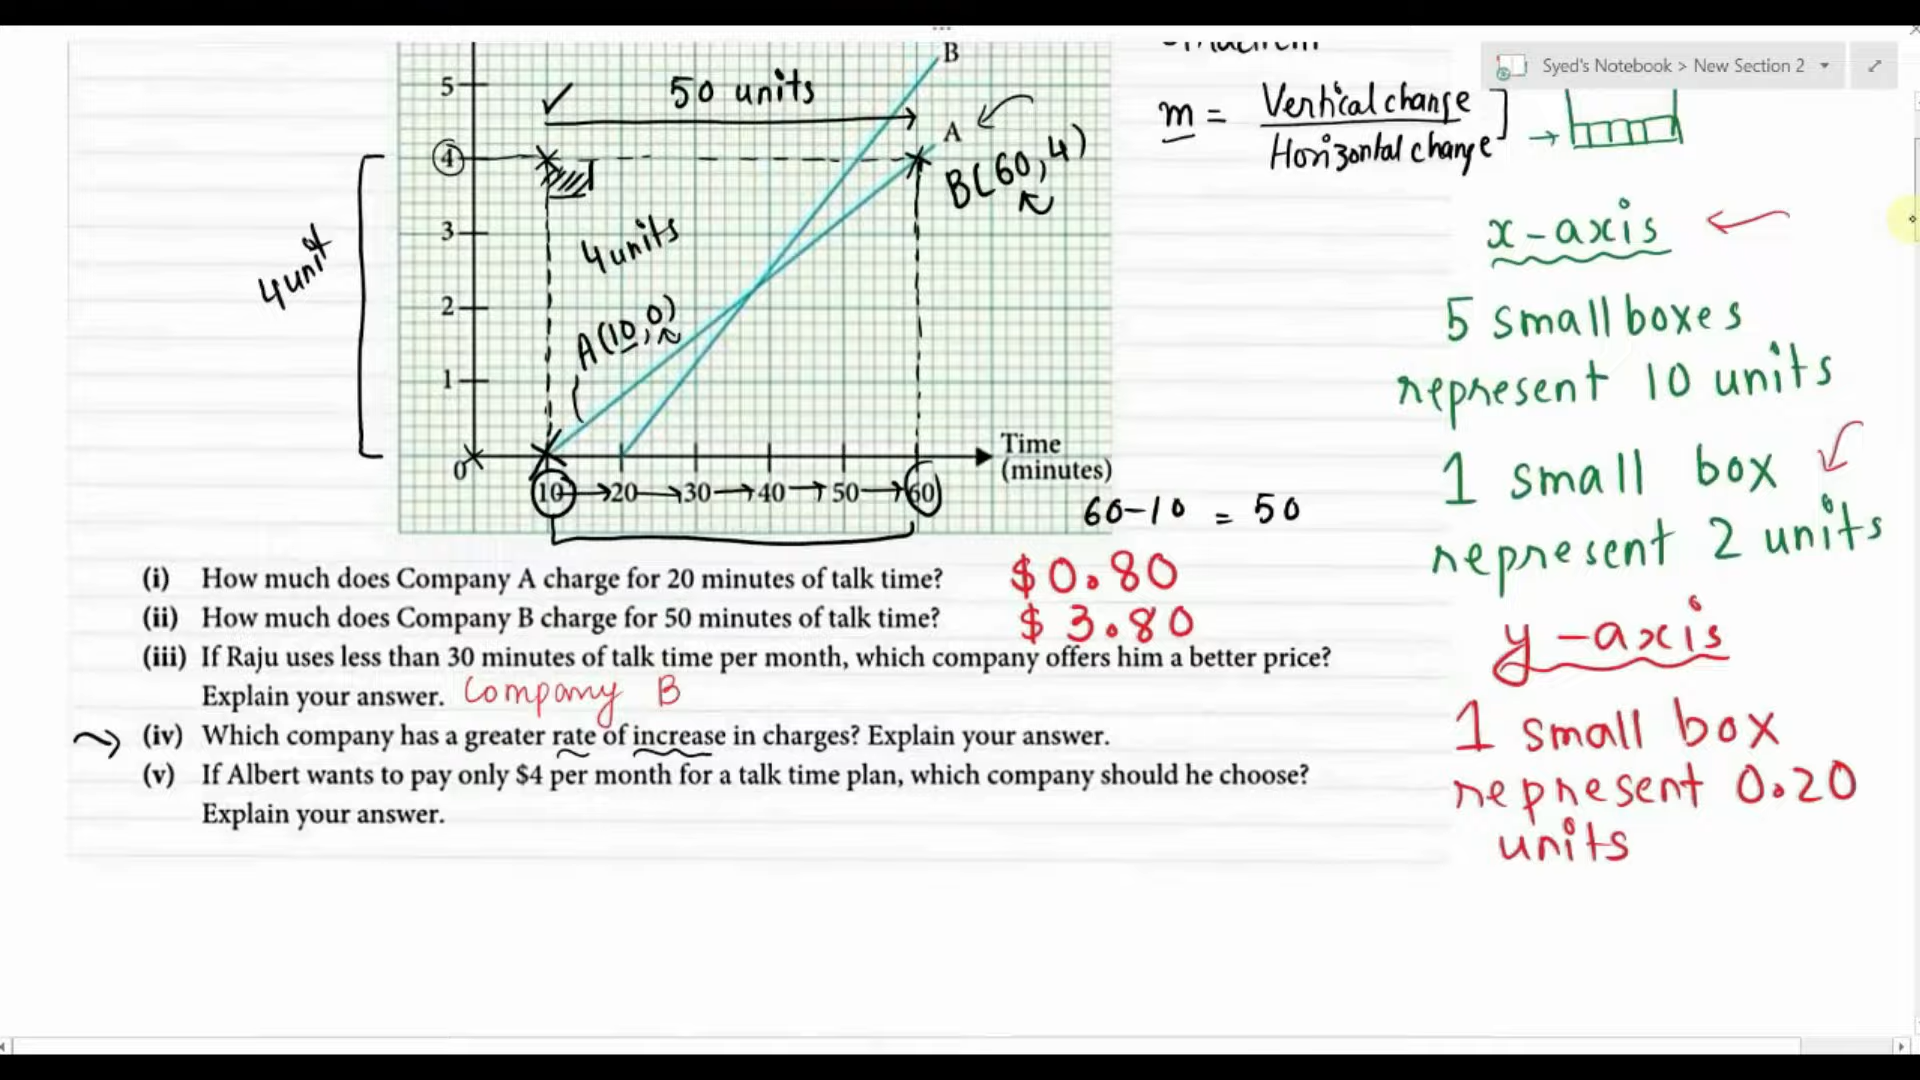 Syed's Notebook > New Section 2
B
5
50 units
m = Vertical change
Horizontal change
A
4
B(60,4)
x-axis
3
4 units
4 unit
5 small boxes
2
A(10,0)
represent 10 units
1
Time
(minutes)
0
1 small box
10 20 30 40 50 60
60-10 = 50
represent 2 units
(i) How much does Company A charge for 20 minutes of talk time? $0.80
(ii) How much does Company B charge for 50 minutes of talk time? $3.80
y-axis
(iii) If Raju uses less than 30 minutes of talk time per month, which company offers him a better price?
Explain your answer. Company B
(iv) Which company has a greater rate of increase in charges? Explain your answer.
1 small box
(v) If Albert wants to pay only $4 per month for a talk time plan, which company should he choose?
represent 0.20
Explain your answer.
units